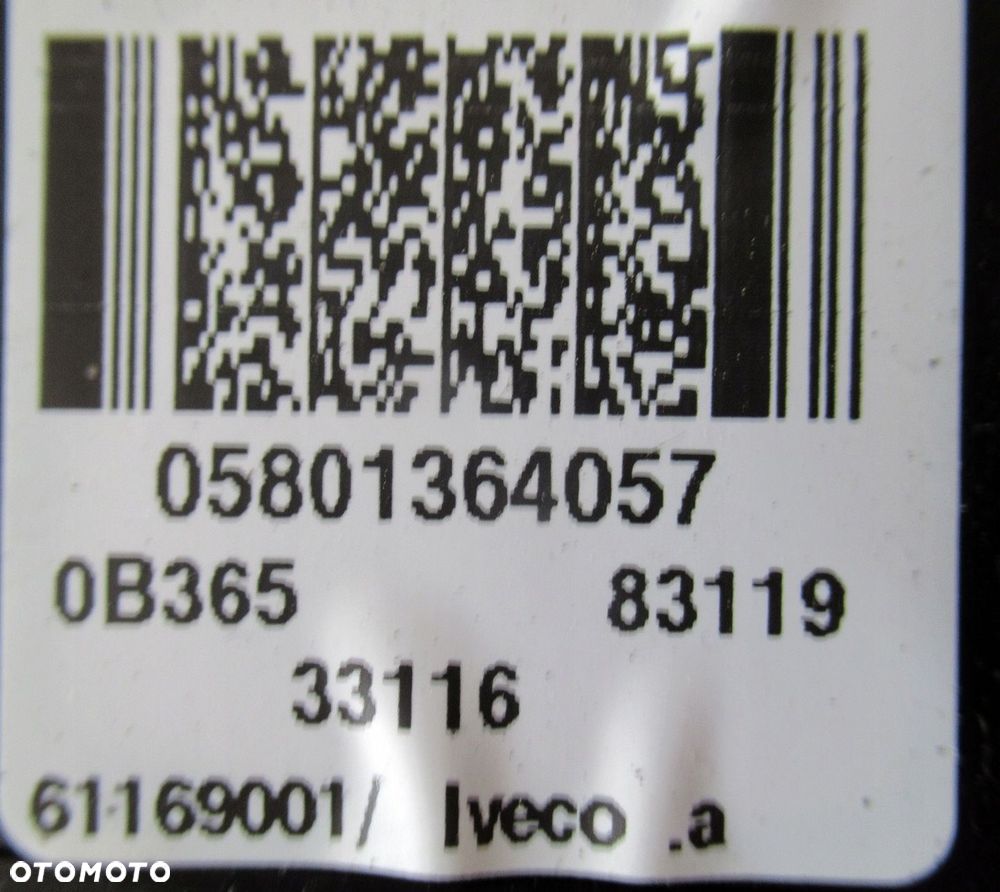 05801364057
0B365 83119
33116
61169001/ Iveco .a
OTOMOTO